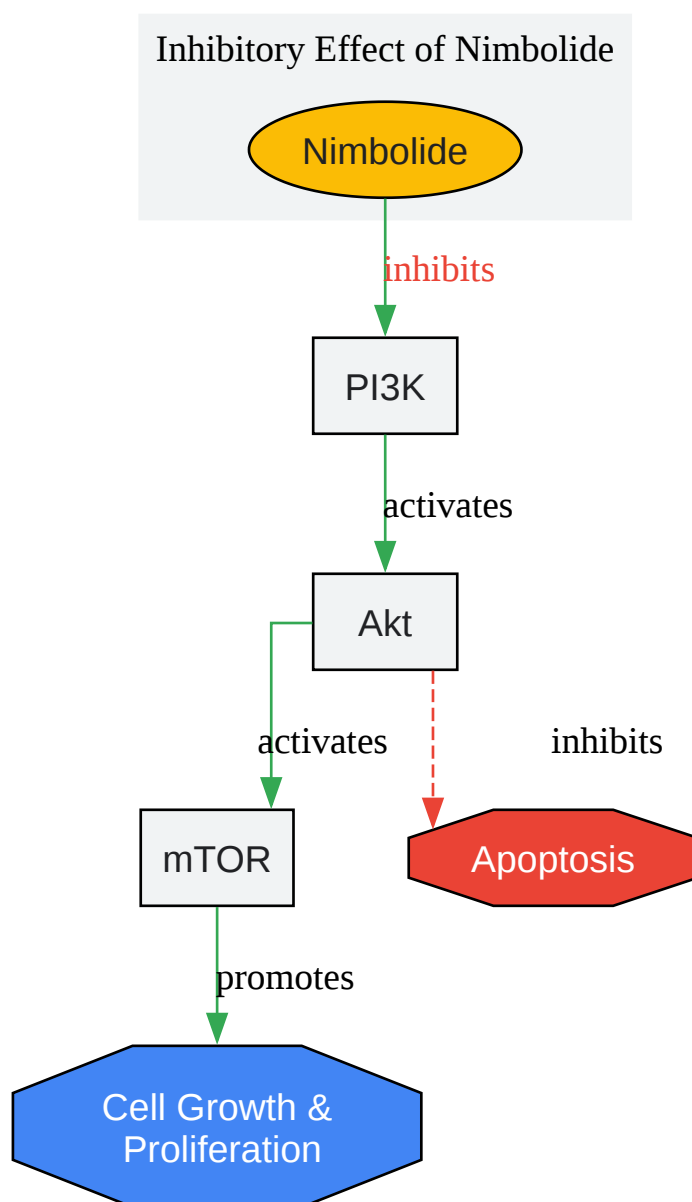 Inhibitory Effect of Nimbolide
Nimbolide
inhibits
PI3K
activates
Akt
activates
inhibits
mTOR
Apoptosis
promotes
Cell Growth &
Proliferation